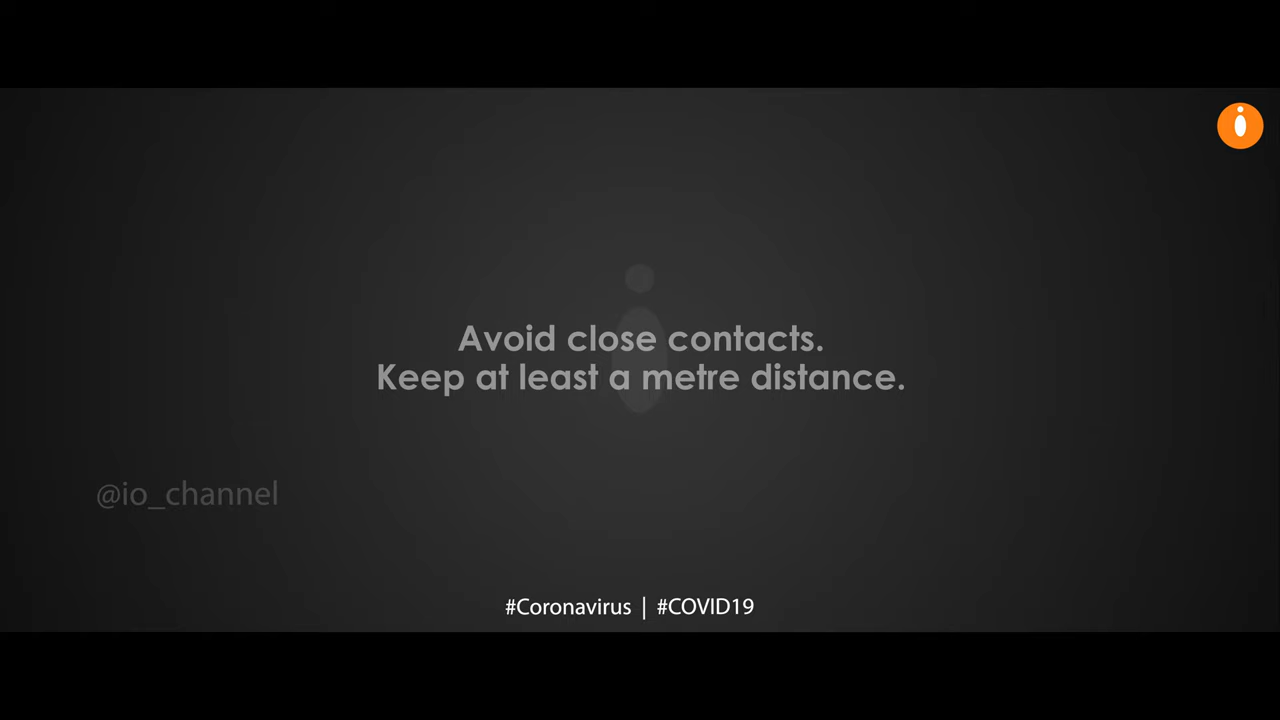 Avoid close contacts.
Keep at least a metre distance.
@io_channel
#Coronavirus | #COVID19